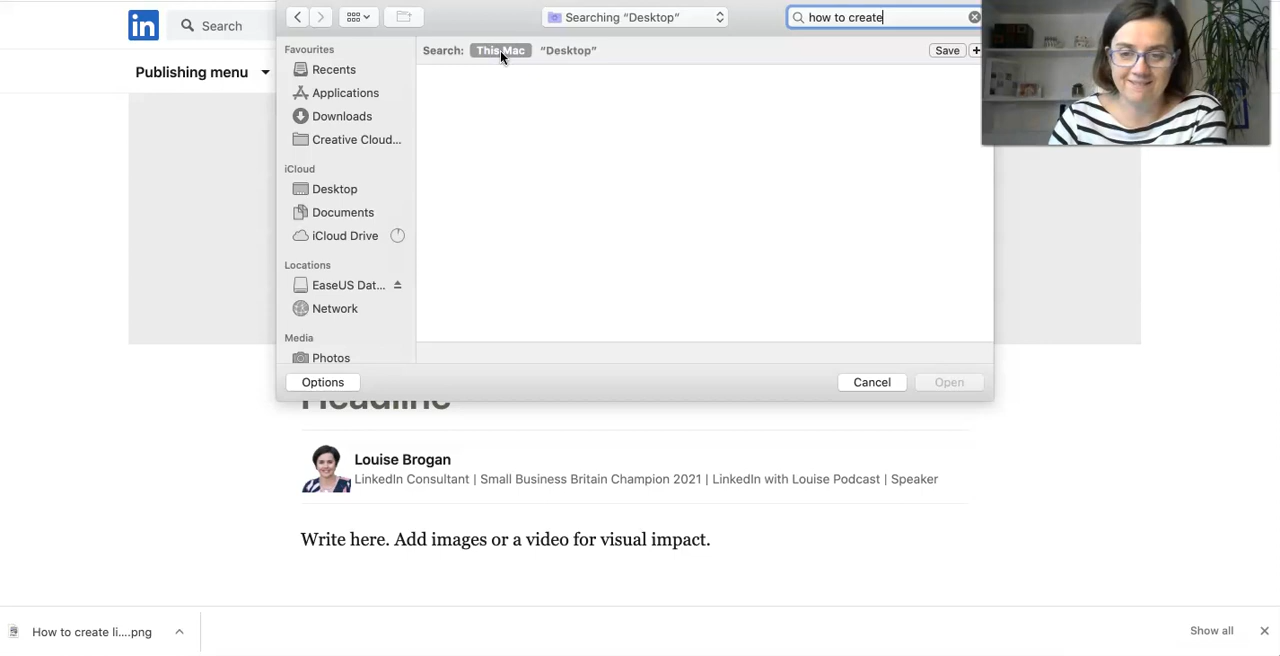 in Search
Searching “Desktop”
how to create
Publishing menu
Favourites
Search: This Mac “Desktop” Save +
Recents
Applications
Downloads
Creative Cloud...
iCloud
Desktop
Documents
iCloud Drive
Locations
EaseUS Dat...
Network
Media
Photos
Options Cancel Open
Headline
Louise Brogan
LinkedIn Consultant | Small Business Britain Champion 2021 | LinkedIn with Louise Podcast | Speaker
Write here. Add images or a video for visual impact.
How to create li....png
Show all